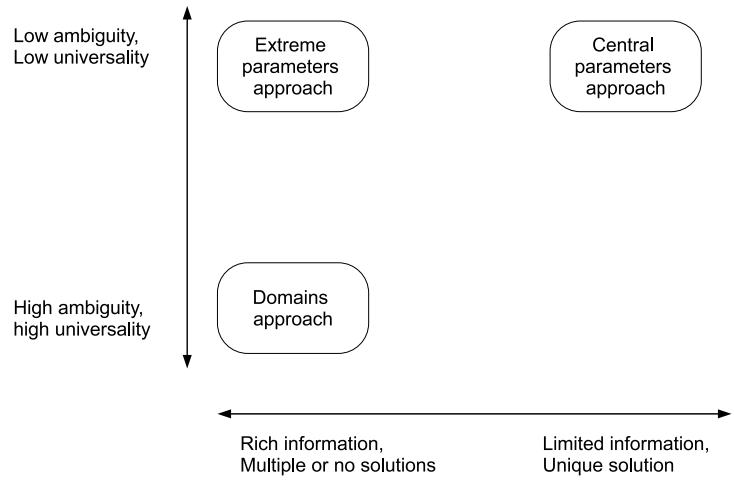 Low ambiguity,
Low universality
Extreme
parameters
approach
Central
parameters
approach
High ambiguity,
high universality
Domains
approach
Rich information,
Multiple or no solutions
Limited information,
Unique solution